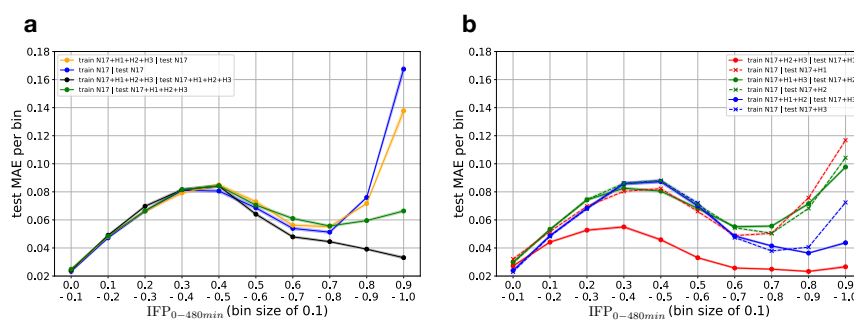 a
0.18
0.16
0.14
0.12
0.10
0.08
0.06
0.04
0.02
test MAE per bin
train N17+H1+H2+H3 | test N17
train N17 | test N17
train N17+H1+H2+H3 | test N17+H1+H2+H3
train N17 | test N17+H1+H2+H3
0.0 0.1 0.2 0.3 0.4 0.5 0.6 0.7 0.8 0.9
- 0.1 - 0.2 - 0.3 - 0.4 - 0.5 - 0.6 - 0.7 - 0.8 - 0.9 - 1.0
IFP0−480min (bin size of 0.1)
b
0.18
0.16
0.14
0.12
0.10
0.08
0.06
0.04
0.02
test MAE per bin
train N17+H2+H3 | test N17+H1
train N17 | test N17+H1
train N17+H1+H3 | test N17+H2
train N17 | test N17+H2
train N17+H1+H2 | test N17+H3
train N17 | test N17+H3
0.0 0.1 0.2 0.3 0.4 0.5 0.6 0.7 0.8 0.9
- 0.1 - 0.2 - 0.3 - 0.4 - 0.5 - 0.6 - 0.7 - 0.8 - 0.9 - 1.0
IFP0−480min (bin size of 0.1)